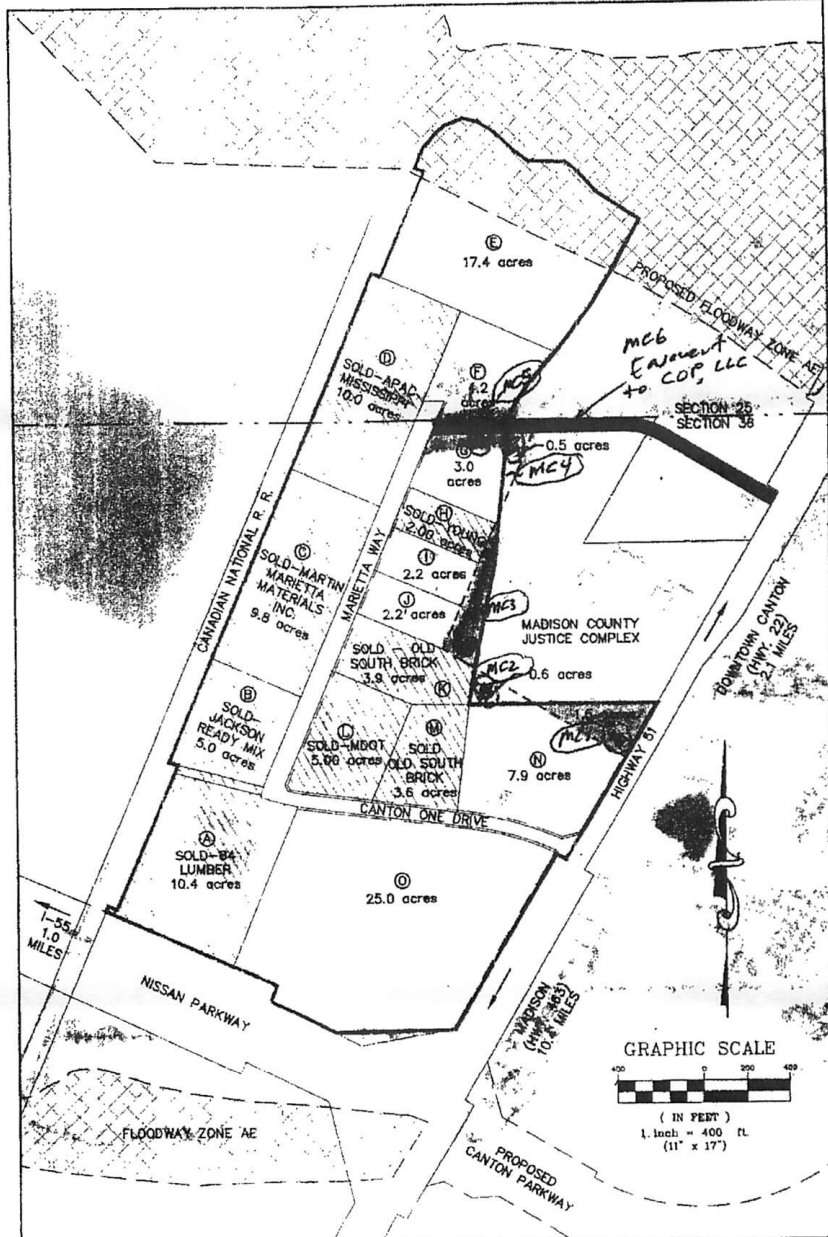 Ⓔ
17.4 acres
PROPOSED FLOODWAY ZONE AE
MC6
Easement
to COP, LLC
Ⓓ
SOLD-APAC
MISSISSIPPI
10.0 acres
Ⓕ
acres
MC5
SECTION 25
SECTION 36
0.5 acres
MC4
Ⓖ
3.0
acres
Ⓗ
SOLD-YOUNG
2.00 acres
CANADIAN NATIONAL R. R.
Ⓒ
SOLD-MARTIN
MARIETTA
MATERIALS
INC.
9.8 acres
MARIETTA WAY
Ⓘ
2.2 acres
Ⓙ
2.2 acres
MC3
MADISON COUNTY
JUSTICE COMPLEX
SOLD - OLD
SOUTH BRICK
3.9 acres
Ⓚ
MC2
0.6 acres
DOWNTOWN CANTON
(HWY. 22)
2.1 MILES
Ⓑ
SOLD-
JACKSON
READY MIX
5.0 acres
Ⓛ
SOLD-MDOT
5.00 acres
Ⓜ
SOLD
OLD SOUTH
BRICK
3.6 acres
MC1
Ⓝ
7.9 acres
HIGHWAY 51
CANTON ONE DRIVE
Ⓐ
SOLD-84
LUMBER
10.4 acres
Ⓞ
25.0 acres
I-55
1.0
MILES
NISSAN PARKWAY
MADISON
(HWY. 463)
10.4 MILES
GRAPHIC SCALE
400 0 200 400
( IN FEET )
1 inch = 400 ft.
(11" x 17")
FLOODWAY ZONE AE
PROPOSED
CANTON PARKWAY